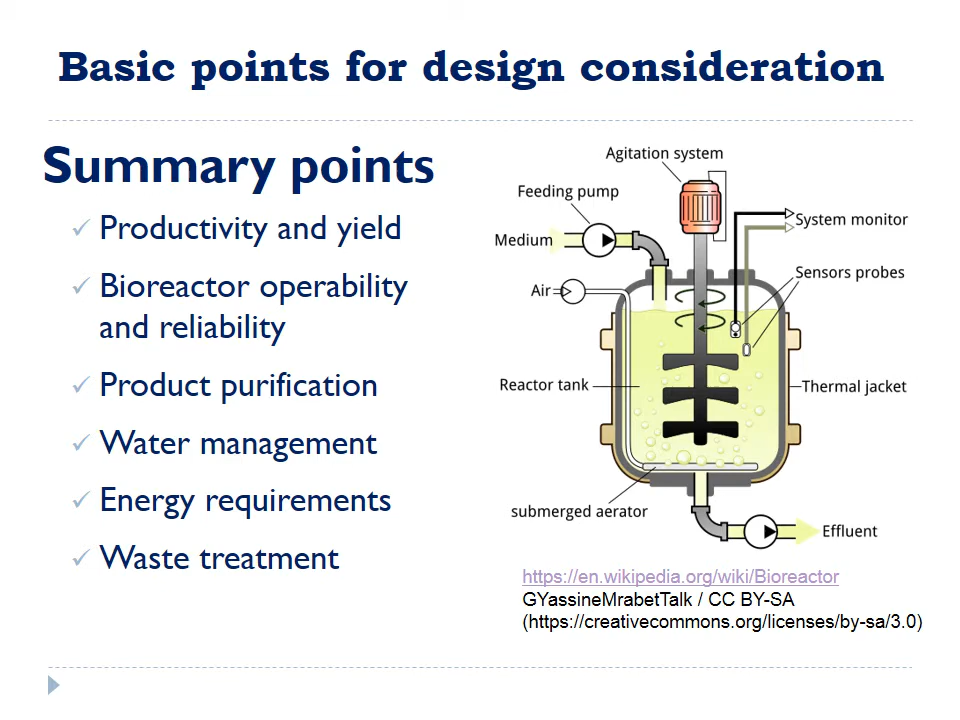 Basic points for design consideration
Summary points
✓ Productivity and yield
✓ Bioreactor operability
and reliability
✓ Product purification
✓ Water management
✓ Energy requirements
✓ Waste treatment
Agitation system
Feeding pump
Medium
System monitor
Air
Sensors probes
Reactor tank
Thermal jacket
submerged aerator
Effluent
https://en.wikipedia.org/wiki/Bioreactor
GYassineMrabetTalk / CC BY-SA
(https://creativecommons.org/licenses/by-sa/3.0)